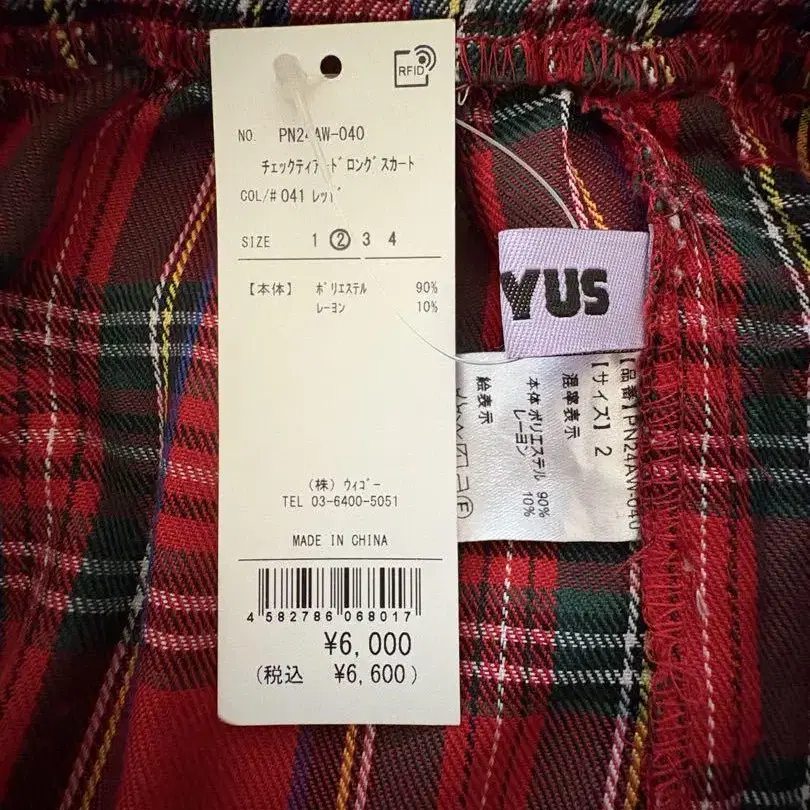 RFID
NO. PN24AW-040
チェックティアードロングスカート
COL/# 041 レッド
SIZE 1 ② 3 4
【本体】 ポリエステル 90%
レーヨン 10%
(株) ウィゴー
TEL 03-6400-5051
MADE IN CHINA
4 582786 068017
¥6,000
(税込 ¥6,600)
YUS
【品番】PN24AW-040
【サイズ】 2
混率表示
本体 ポリエステル 90%
レーヨン 10%
絵表示